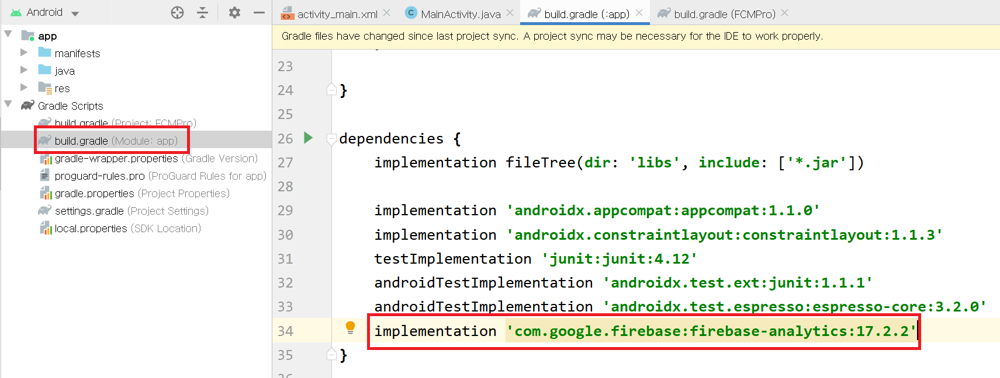 Android
activity_main.xml
MainActivity.java
build.gradle (:app)
build.gradle (FCMPro)
Gradle files have changed since last project sync. A project sync may be necessary for the IDE to work properly.
app
manifests
java
res
Gradle Scripts
build.gradle (Project: FCMPro)
build.gradle (Module: app)
gradle-wrapper.properties (Gradle Version)
proguard-rules.pro (ProGuard Rules for app)
gradle.properties (Project Properties)
settings.gradle (Project Settings)
local.properties (SDK Location)
23
24 }
25
26 dependencies {
27 implementation fileTree(dir: 'libs', include: ['*.jar'])
28
29 implementation 'androidx.appcompat:appcompat:1.1.0'
30 implementation 'androidx.constraintlayout:constraintlayout:1.1.3'
31 testImplementation 'junit:junit:4.12'
32 androidTestImplementation 'androidx.test.ext:junit:1.1.1'
33 androidTestImplementation 'androidx.test.espresso:espresso-core:3.2.0'
34 implementation 'com.google.firebase:firebase-analytics:17.2.2'
35 }